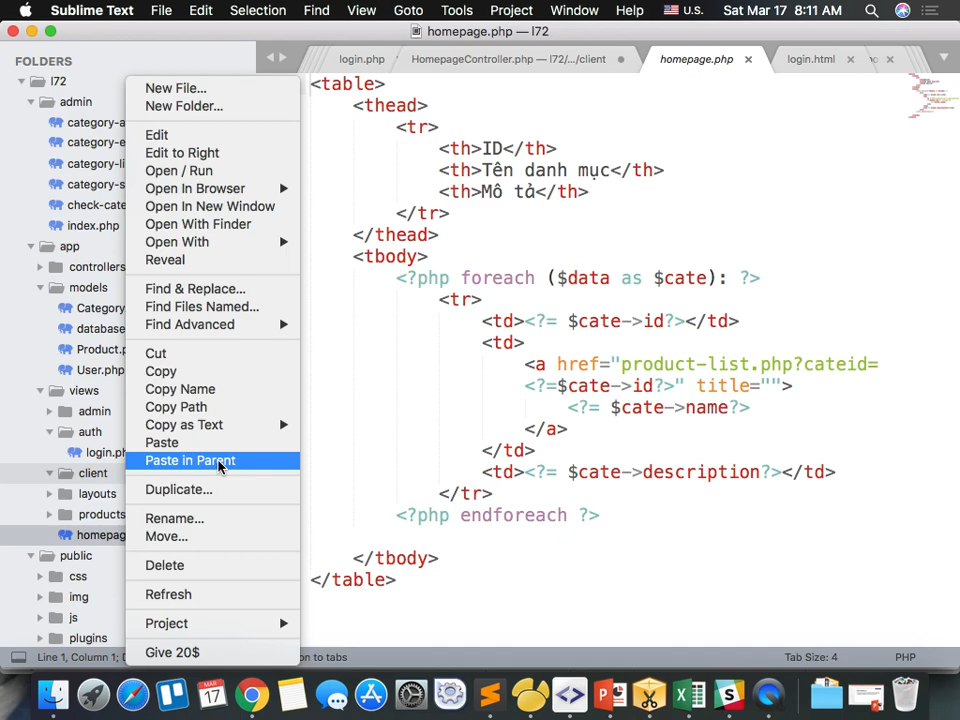 Sublime Text File Edit Selection Find View Goto Tools Project Window Help U.S. Sat Mar 17 8:11 AM
homepage.php — l72
FOLDERS
login.php HomepageController.php — l72/.../client homepage.php login.html
l72
admin
category-a
category-e
category-li
category-s
check-cate
index.php
app
controllers
models
Category
database
Product.p
User.php
views
admin
auth
login.ph
client
layouts
products
homepag
public
css
img
js
plugins
New File...
New Folder...
Edit
Edit to Right
Open / Run
Open In Browser
Open In New Window
Open With Finder
Open With
Reveal
Find & Replace...
Find Files Named...
Find Advanced
Cut
Copy
Copy Name
Copy Path
Copy as Text
Paste
Paste in Parent
Duplicate...
Rename...
Move...
Delete
Refresh
Project
Give 20$
<table>
<thead>
<tr>
<th>ID</th>
<th>Tên danh mục</th>
<th>Mô tả</th>
</tr>
</thead>
<tbody>
<?php foreach ($data as $cate): ?>
<tr>
<td><?= $cate->id?></td>
<td>
<a href="product-list.php?cateid=
<?=$cate->id?>" title="">
<?= $cate->name?>
</a>
</td>
<td><?= $cate->description?></td>
</tr>
<?php endforeach ?>
</tbody>
</table>
Line 1, Column 1; on to tabs Tab Size: 4 PHP
MAR
17